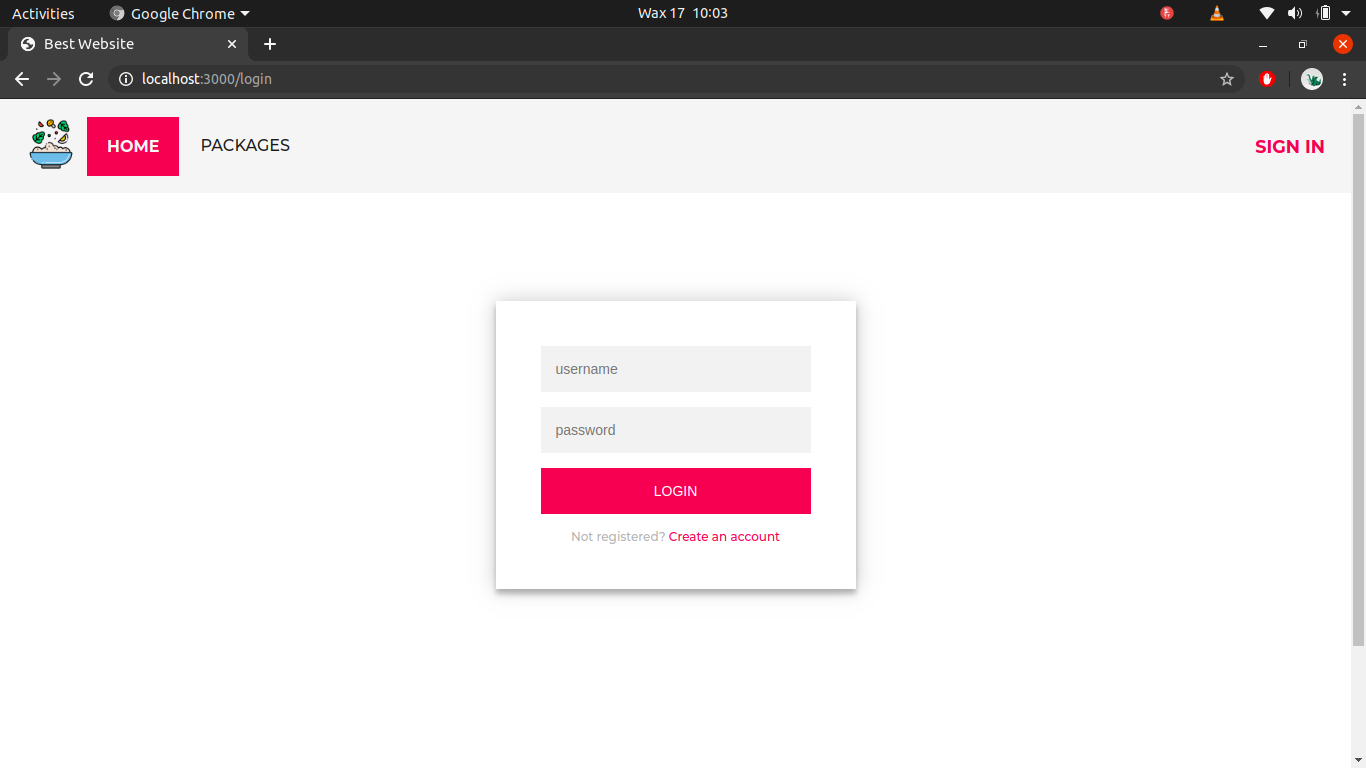 Activities Google Chrome Wax 17 10:03
Best Website
localhost:3000/login
HOME PACKAGES SIGN IN
username
password
LOGIN
Not registered? Create an account